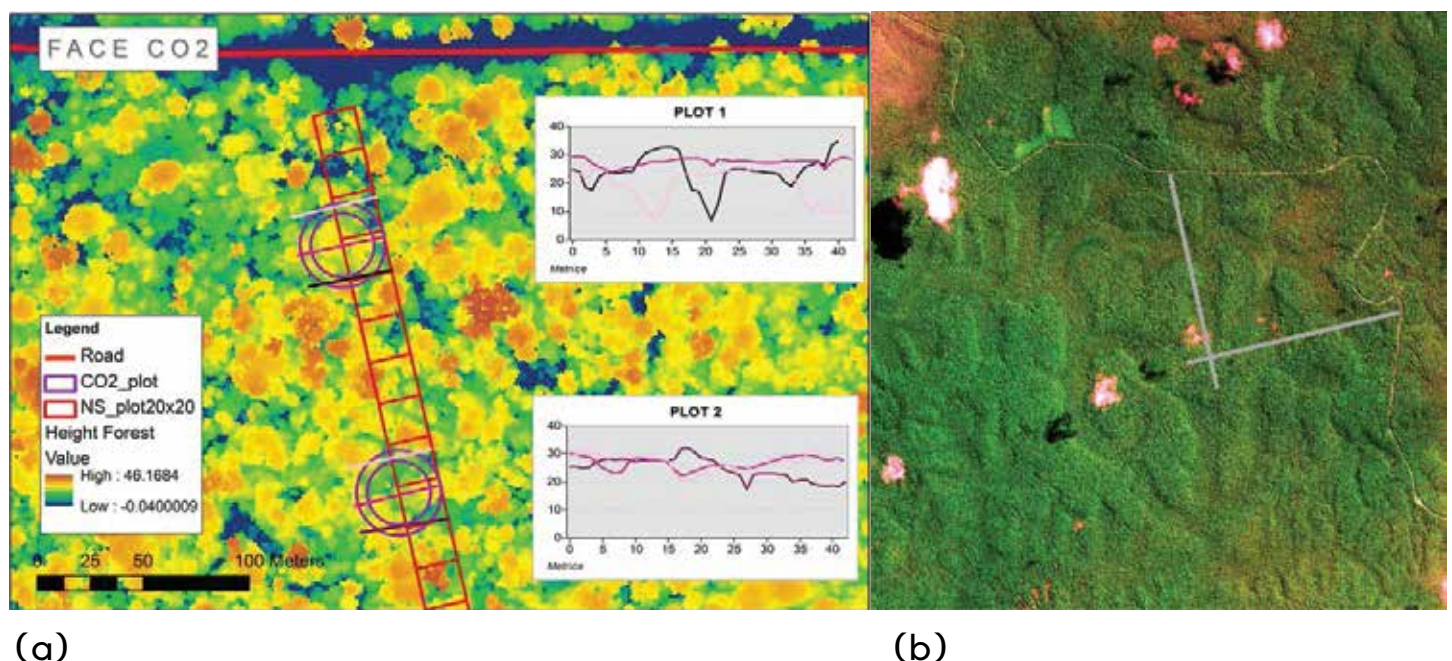 FACE CO2
PLOT 1
40
30
20
10
0
0 5 10 15 20 25 30 35 40
Metrice
Legend
Road
CO2_plot
NS_plot20x20
Height Forest
Value
High : 46.1684
Low : -0.0400009
0 25 50 100 Meters
PLOT 2
50
40
30
20
10
0
0 5 10 15 20 25 30 35 40
Metrice
(a)
(b)